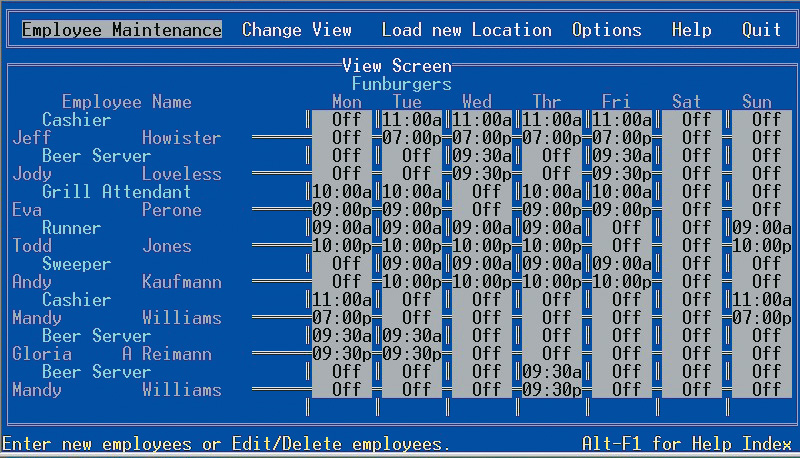 Employee Maintenance Change View Load new Location Options Help Quit
View Screen
Funburgers
Employee Name Mon Tue Wed Thr Fri Sat Sun
Cashier Off 11:00a 11:00a 11:00a 11:00a Off Off
Jeff Howister Off 07:00p 07:00p 07:00p 07:00p Off Off
Beer Server Off Off 09:30a Off 09:30a Off Off
Jody Loveless Off Off 09:30p Off 09:30p Off Off
Grill Attendant 10:00a 10:00a Off 10:00a 10:00a Off Off
Eva Perone 09:00p 09:00p Off 09:00p 09:00p Off Off
Runner 09:00a 09:00a 09:00a 09:00a Off Off 09:00a
Todd Jones 10:00p 10:00p 10:00p 10:00p Off Off 10:00p
Sweeper Off 09:00a 09:00a 09:00a 09:00a Off Off
Andy Kaufmann Off 10:00p 10:00p 10:00p 10:00p Off Off
Cashier 11:00a Off Off Off Off Off 11:00a
Mandy Williams 07:00p Off Off Off Off Off 07:00p
Beer Server 09:30a 09:30a Off Off Off Off Off
Gloria A Reimann 09:30p 09:30p Off Off Off Off Off
Beer Server Off Off Off 09:30a Off Off Off
Mandy Williams Off Off Off 09:30p Off Off Off
Enter new employees or Edit/Delete employees. Alt-F1 for Help Index